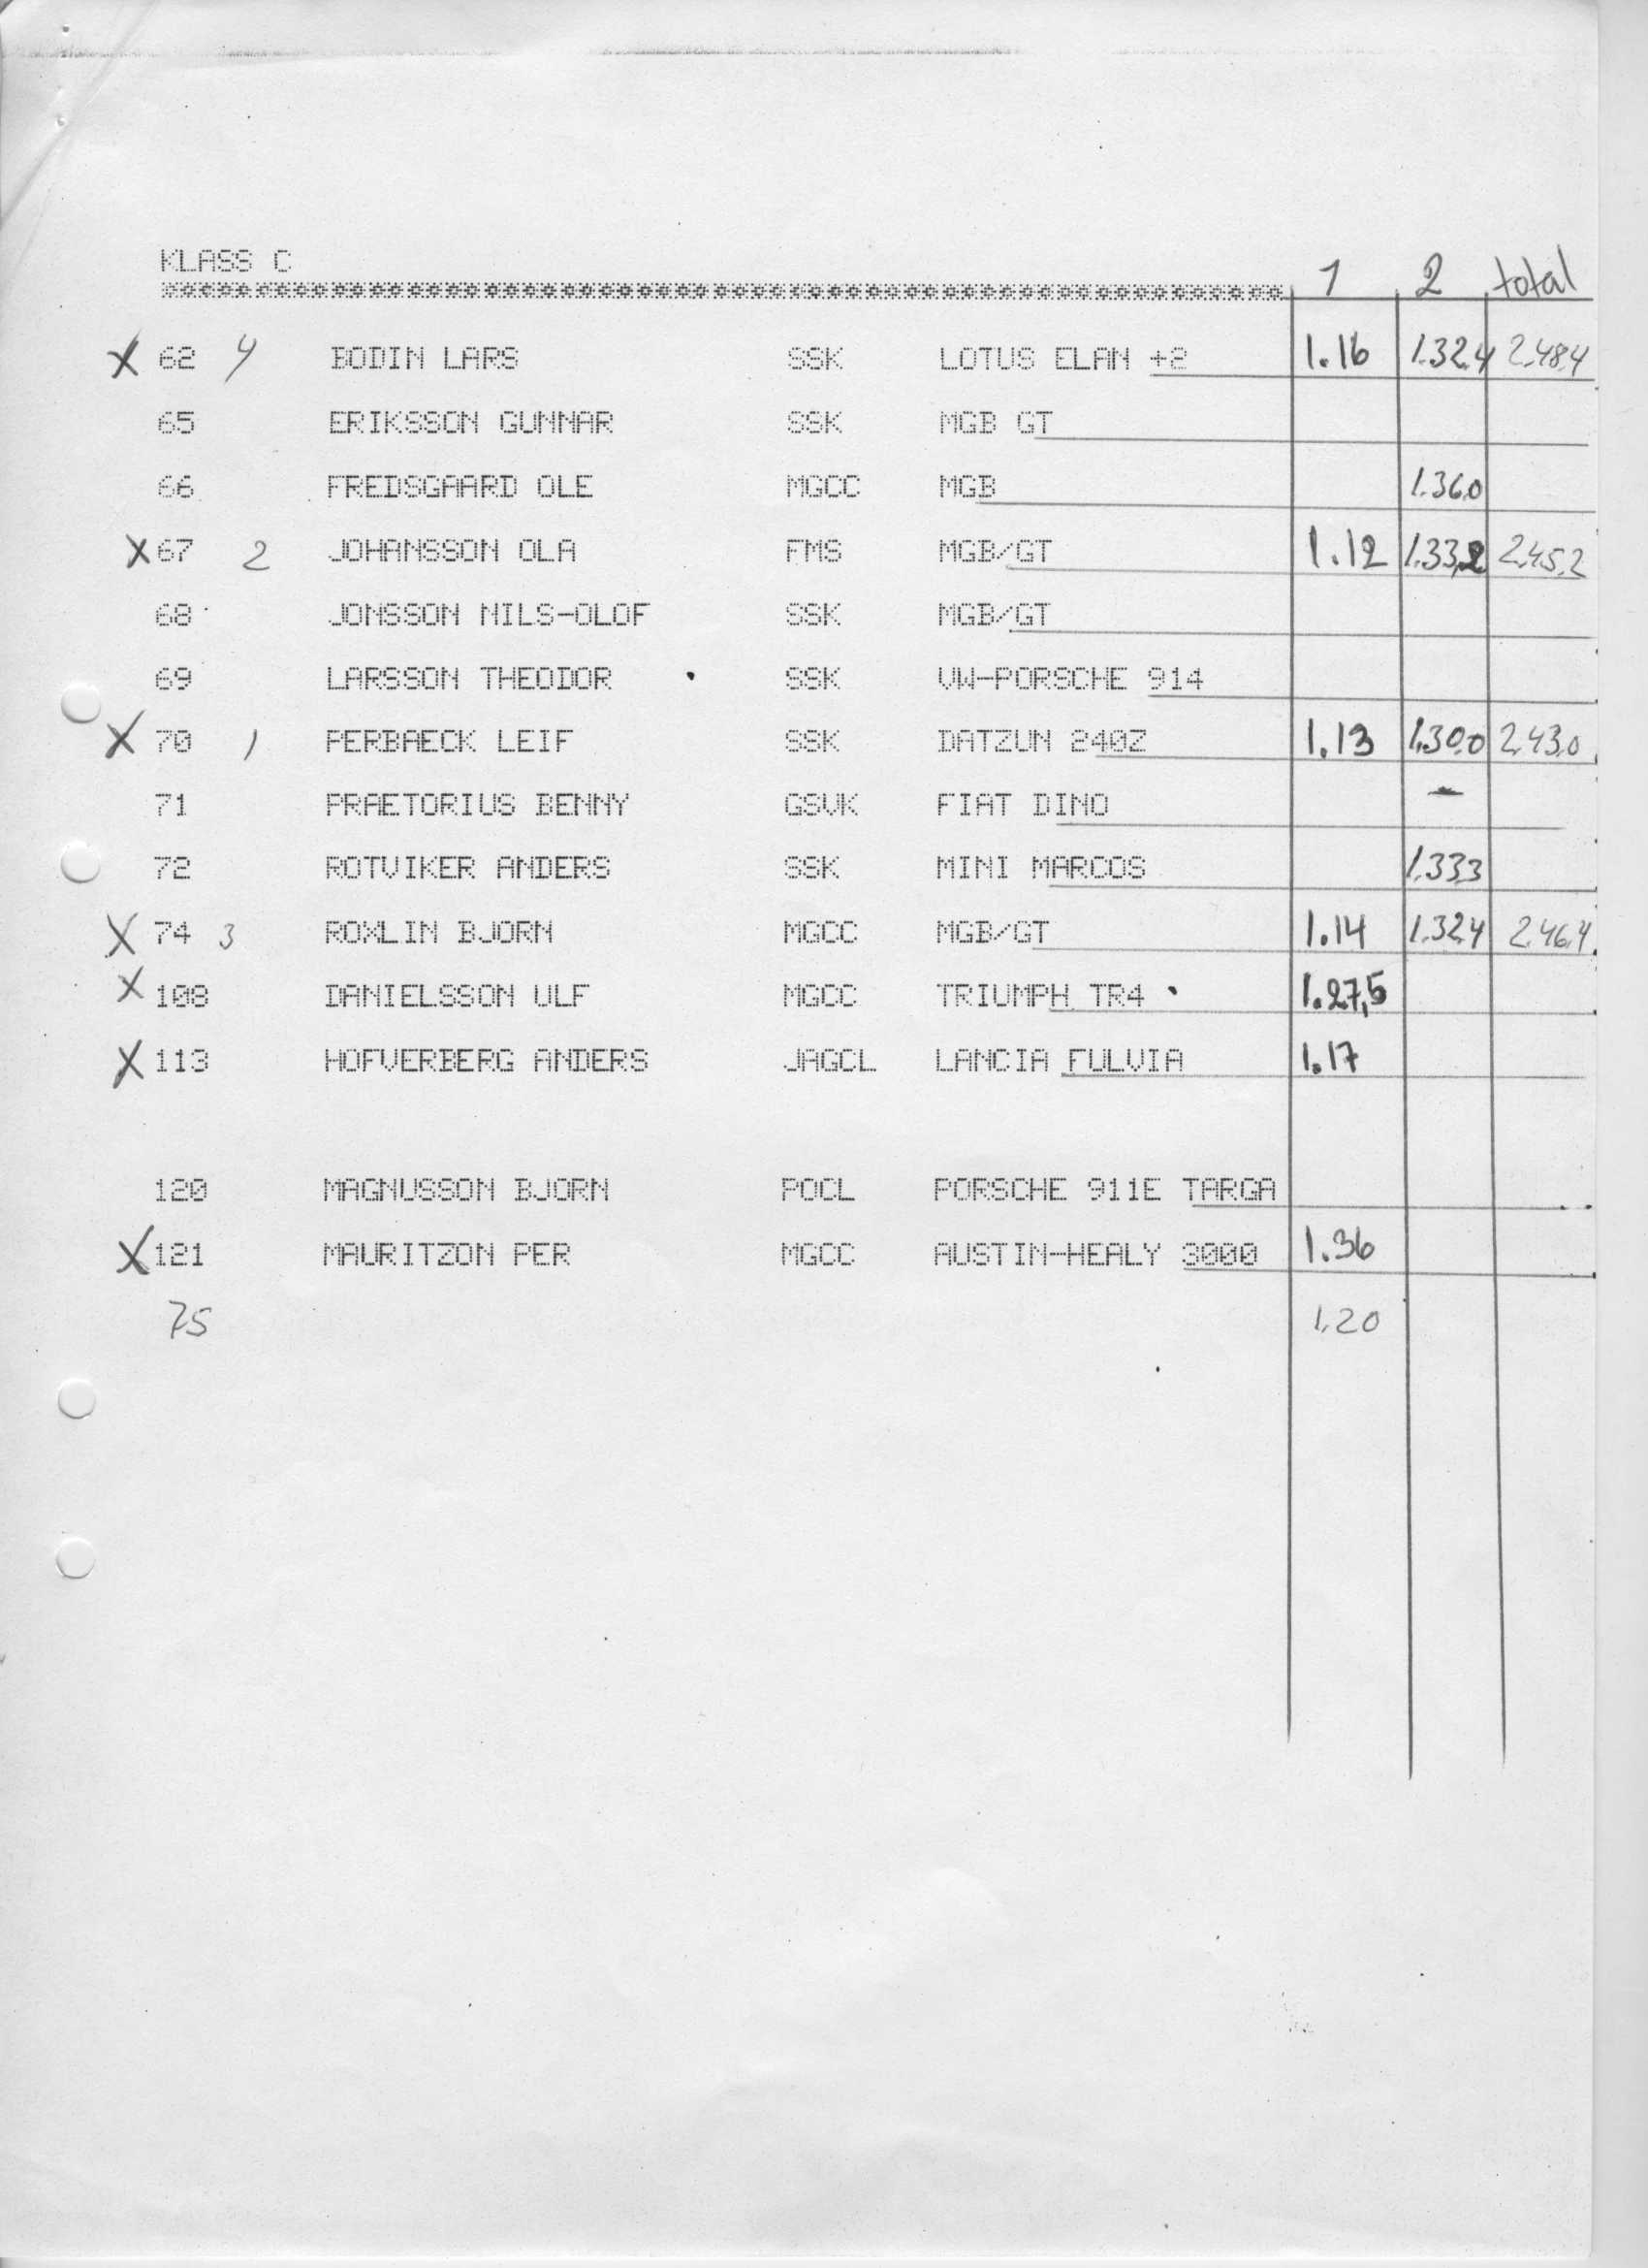 KLASS C
************************************************************ 1 2 total
X 62 4 BODIN LARS SSK LOTUS ELAN +2 1.16 1.32.4 2.48.4
65 ERIKSSON GUNNAR SSK MGB GT
66 FREDSGAARD OLE MGCC MGB 1.36.0
X 67 2 JOHANSSON OLA FMS MGB/GT 1.12 1.33,2 2.45.2
68 JONSSON NILS-OLOF SSK MGB/GT
69 LARSSON THEODOR SSK VW-PORSCHE 914
X 70 1 PERBAECK LEIF SSK DATZUN 240Z 1.13 1.30.0 2.43.0
71 PRAETORIUS BENNY GSVK FIAT DINO -
72 ROTVIKER ANDERS SSK MINI MARCOS 1.33.3
X 74 3 ROXLIN BJORN MGCC MGB/GT 1.14 1.32.4 2.46.4
X 108 DANIELSSON ULF MGCC TRIUMPH TR4 1.27,5
X 113 HOFVERBERG ANDERS JAGCL LANCIA FULVIA 1.17
120 MAGNUSSON BJORN POCL PORSCHE 911E TARGA
X 121 MAURITZON PER MGCC AUSTIN-HEALY 3000 1.36
75 1.20